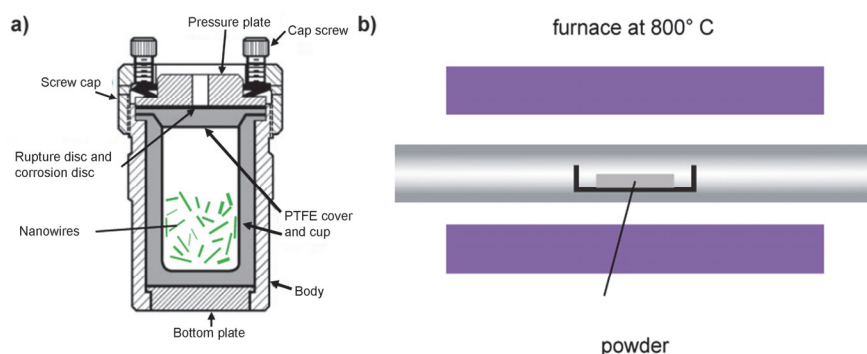 a)
Pressure plate
Cap screw
Screw cap
Rupture disc and
corrosion disc
Nanowires
PTFE cover
and cup
Body
Bottom plate
b)
furnace at 800° C
powder